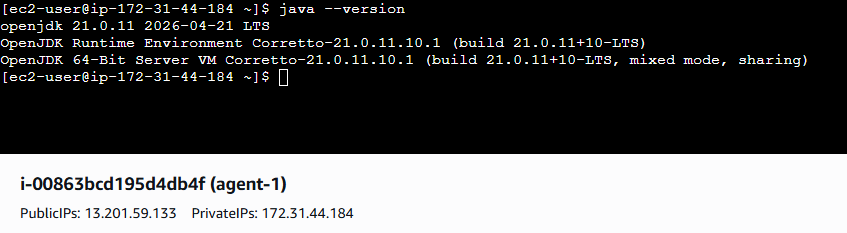 [ec2-user@ip-172-31-44-184 ~]$ java --version
openjdk 21.0.11 2026-04-21 LTS
OpenJDK Runtime Environment Corretto-21.0.11.10.1 (build 21.0.11+10-LTS)
OpenJDK 64-Bit Server VM Corretto-21.0.11.10.1 (build 21.0.11+10-LTS, mixed mode, sharing)
[ec2-user@ip-172-31-44-184 ~]$
i-00863bcd195d4db4f (agent-1)
PublicIPs: 13.201.59.133 PrivateIPs: 172.31.44.184